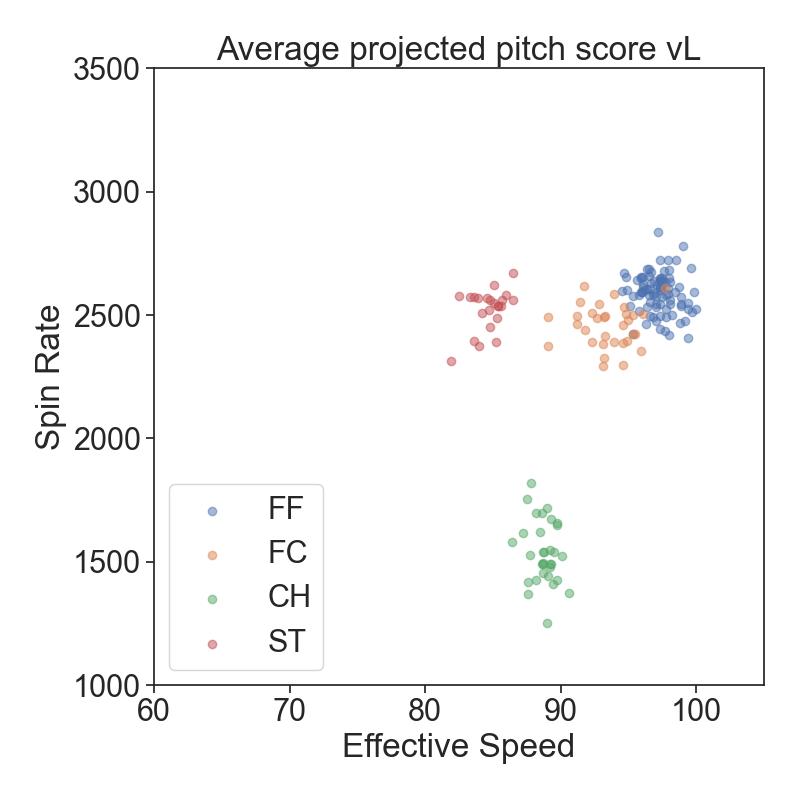 Average projected pitch score vL
3500
3000
2500
2000
1500
1000
Spin Rate
FF
FC
CH
ST
60 70 80 90 100
Effective Speed